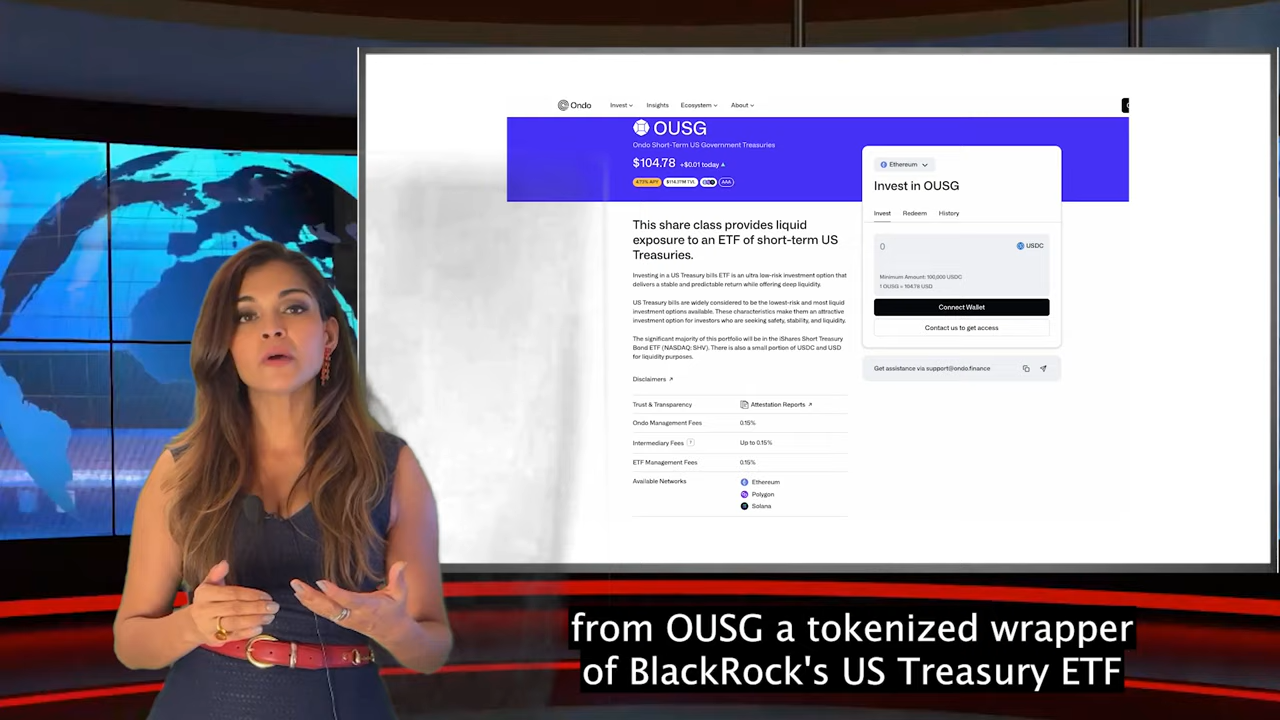 Ondo
Invest
Insights
Ecosystem
About
OUSG
Ondo Short-Term US Government Treasuries
$104.78 +$0.01 today
4.73% APY
AAA
This share class provides liquid
exposure to an ETF of short-term US
Treasuries.
Investing in a US Treasury bills ETF is an ultra low-risk investment option that
delivers a stable and predictable return while offering deep liquidity.
US Treasury bills are widely considered to be the lowest-risk and most liquid
investment options available. These characteristics make them an attractive
investment option for investors who are seeking safety, stability, and liquidity.
The significant majority of this portfolio will be in the iShares Short Treasury
Bond ETF (NASDAQ: SHV). There is also a small portion of USDC and USD
for liquidity purposes.
Disclaimers
Trust & Transparency Attestation Reports
Ondo Management Fees 0.15%
Intermediary Fees Up to 0.15%
ETF Management Fees 0.15%
Available Networks Ethereum
Polygon
Solana
Ethereum
Invest in OUSG
Invest Redeem History
0 USDC
Minimum Amount: 100,000 USDC
1 OUSG = 104.78 USD
Connect Wallet
Contact us to get access
Get assistance via support@ondo.finance
from OUSG a tokenized wrapper
of BlackRock's US Treasury ETF